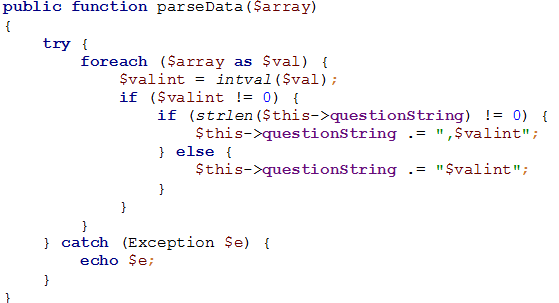 public function parseData($array)
{
    try {
        foreach ($array as $val) {
            $valint = intval($val);
            if ($valint != 0) {
                if (strlen($this->questionString) != 0) {
                    $this->questionString .= ",$valint";
                } else {
                    $this->questionString .= "$valint";
                }
            }
        }
    } catch (Exception $e) {
        echo $e;
    }
}